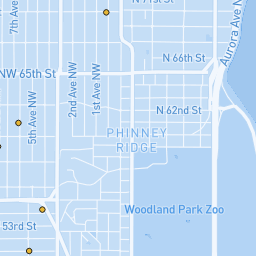 N 71st St
7th Ave NW
N 66th St
Aurora Ave N
NW 65th St
2nd Ave NW
1st Ave NW
N 62nd St
5th Ave NW
PHINNEY
RIDGE
Woodland Park Zoo
53rd St